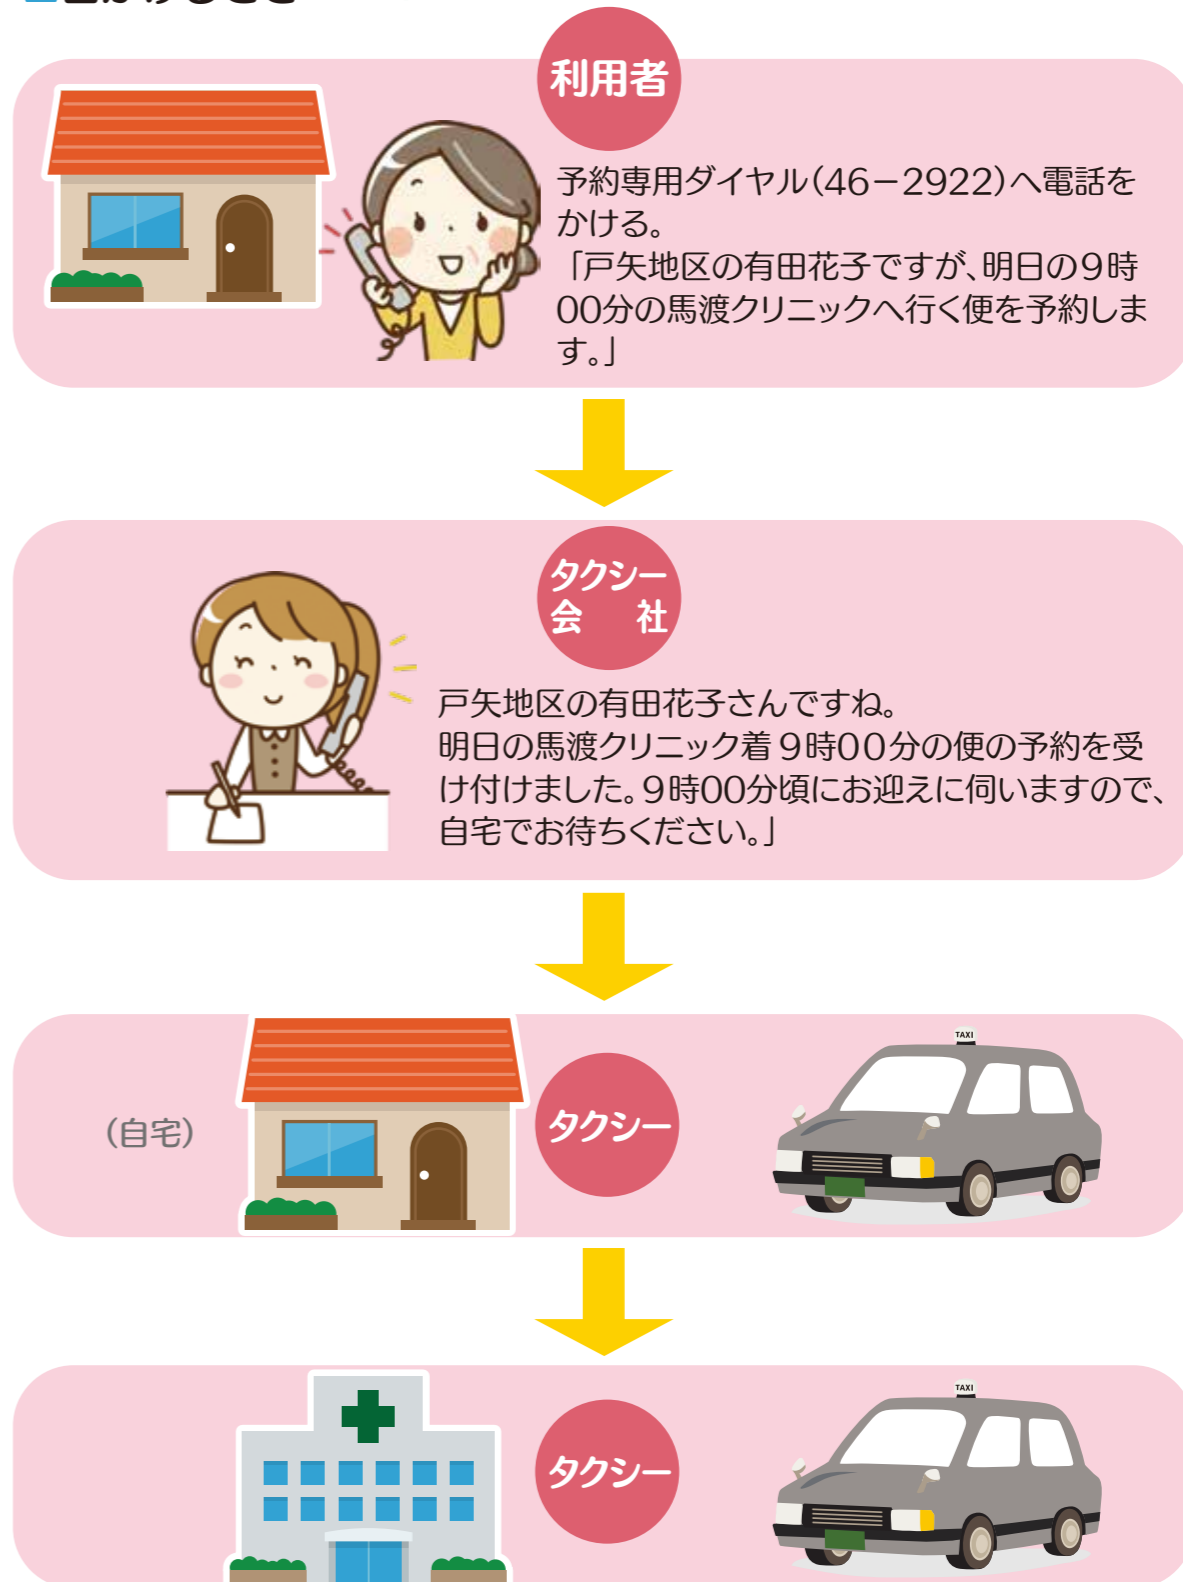 利用者
予約専用ダイヤル(46－2922)へ電話を
かける。
「戸矢地区の有田花子ですが、明日の9時
00分の馬渡クリニックへ行く便を予約しま
す。」
タクシー
会　社
戸矢地区の有田花子さんですね。
明日の馬渡クリニック着9時00分の便の予約を受
け付けました。9時00分頃にお迎えに伺いますので、
自宅でお待ちください。」
(自宅)
タクシー
TAXI
タクシー
TAXI